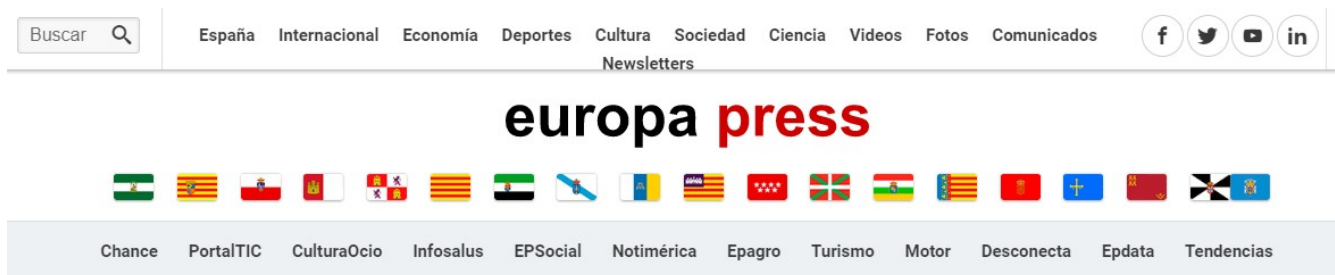 Buscar España Internacional Economía Deportes Cultura Sociedad Ciencia Videos Fotos Comunicados
Newsletters
europa press
Chance PortalTIC CulturaOcio Infosalus EPSocial Notimérica Epagro Turismo Motor Desconecta Epdata Tendencias